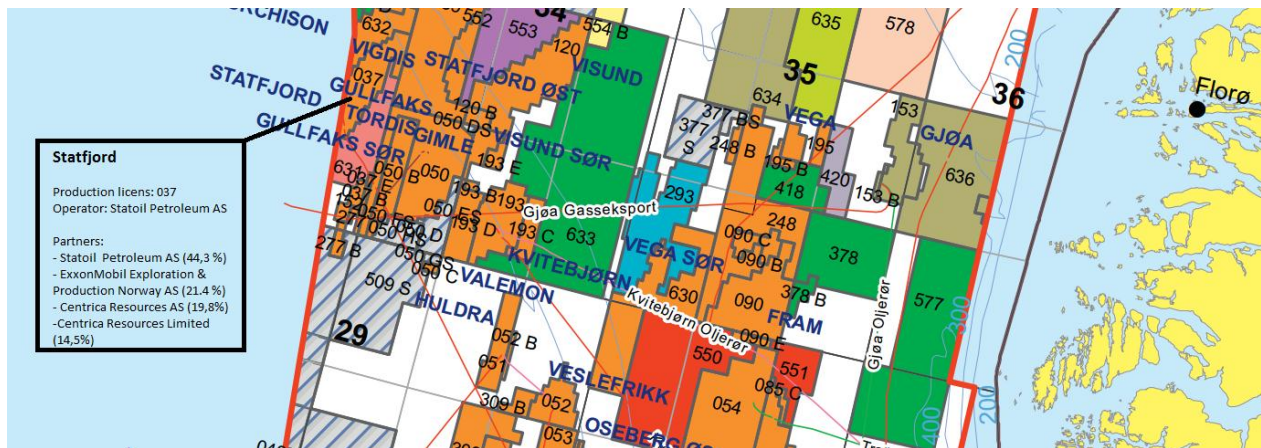 Statfjord
Production licens: 037
Operator: Statoil Petroleum AS
Partners:
- Statoil Petroleum AS (44,3 %)
- ExxonMobil Exploration &
Production Norway AS (21.4 %)
- Centrica Resources AS (19,8%)
-Centrica Resources Limited
(14,5%)
34
552
553
554 B
632
VIGDIS
037
120
STATFJORD ØST
VISUND
STATFJORD
GULLFAKS
TORDIS
GULLFAKS SØR
GIMLE
120 B
050 DS
VISUND SØR
193 E
631
050 B
050
037 E
037 B
193 B
193
193 D
193 C
050 ES
050 D
050 GS
050 C
277 B
509 S
29
HULDRA
VALEMON
KVITEBJØRN
633
Gjøa Gasseksport
052 B
051
309 B
052
053
VESLEFRIKK
635
578
35
36
200
634
377 BS
377
S
248 B
VEGA
195 B
195
153
GJØA
636
418
420
153 B
293
248
090 C
090 B
VEGA SØR
630
090
378 B
378
577
FRAM
090 E
Kvitebjørn Oljerør
Gjøa Oljerør
550
551
085 C
054
300
200
400
Florø